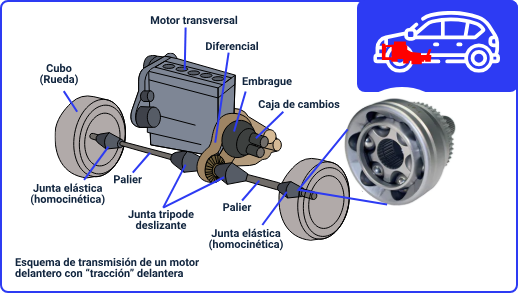 Motor transversal
Diferencial
Cubo
(Rueda)
Embrague
Caja de cambios
Junta elástica
(homocinética)
Palier
Junta tripode
deslizante
Palier
Junta elástica
(homocinética)
Esquema de transmisión de un motor
delantero con “tracción” delantera